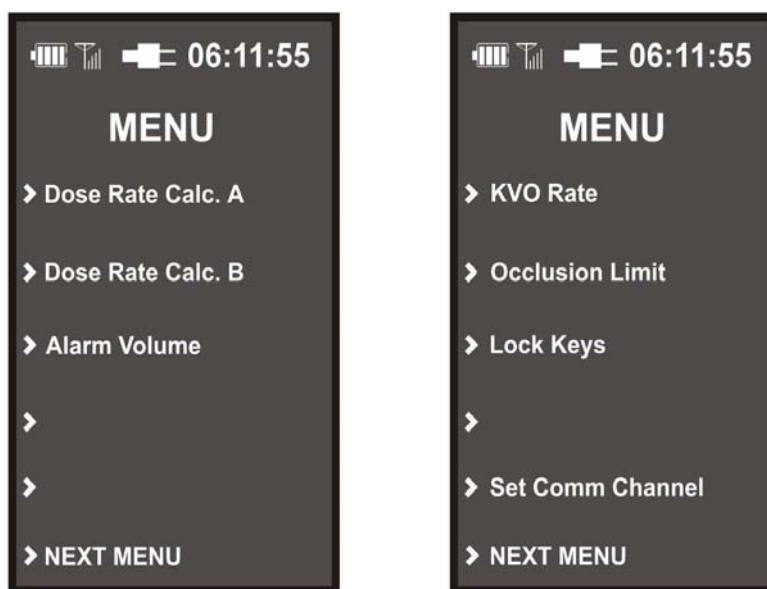 06:11:55
MENU
Dose Rate Calc. A
Dose Rate Calc. B
Alarm Volume
NEXT MENU
06:11:55
MENU
KVO Rate
Occlusion Limit
Lock Keys
Set Comm Channel
NEXT MENU